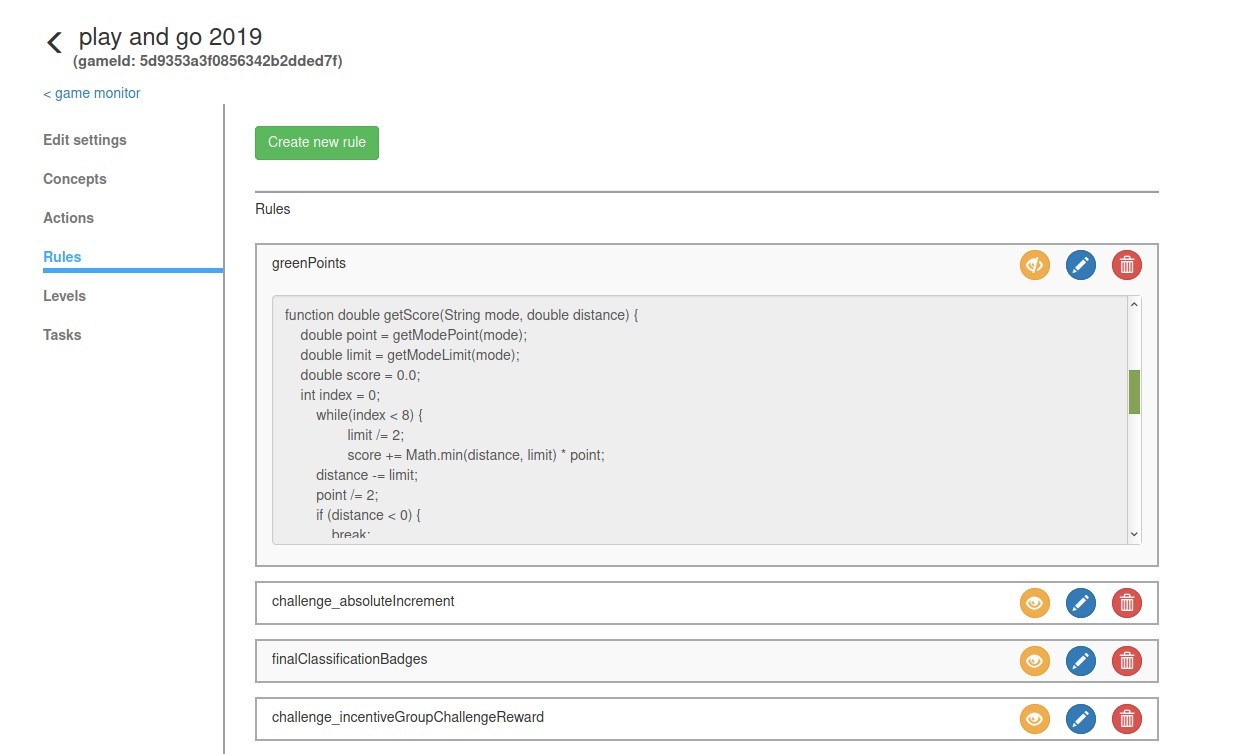 play and go 2019
(gameId: 5d9353a3f0856342b2dded7f)
< game monitor
Edit settings
Concepts
Actions
Rules
Levels
Tasks
Create new rule
Rules
greenPoints
function double getScore(String mode, double distance) {
double point = getModePoint(mode);
double limit = getModeLimit(mode);
double score = 0.0;
int index = 0;
while(index < 8) {
limit /= 2;
score += Math.min(distance, limit) * point;
distance -= limit;
point /= 2;
if (distance < 0) {
break;
challenge_absoluteIncrement
finalClassificationBadges
challenge_incentiveGroupChallengeReward